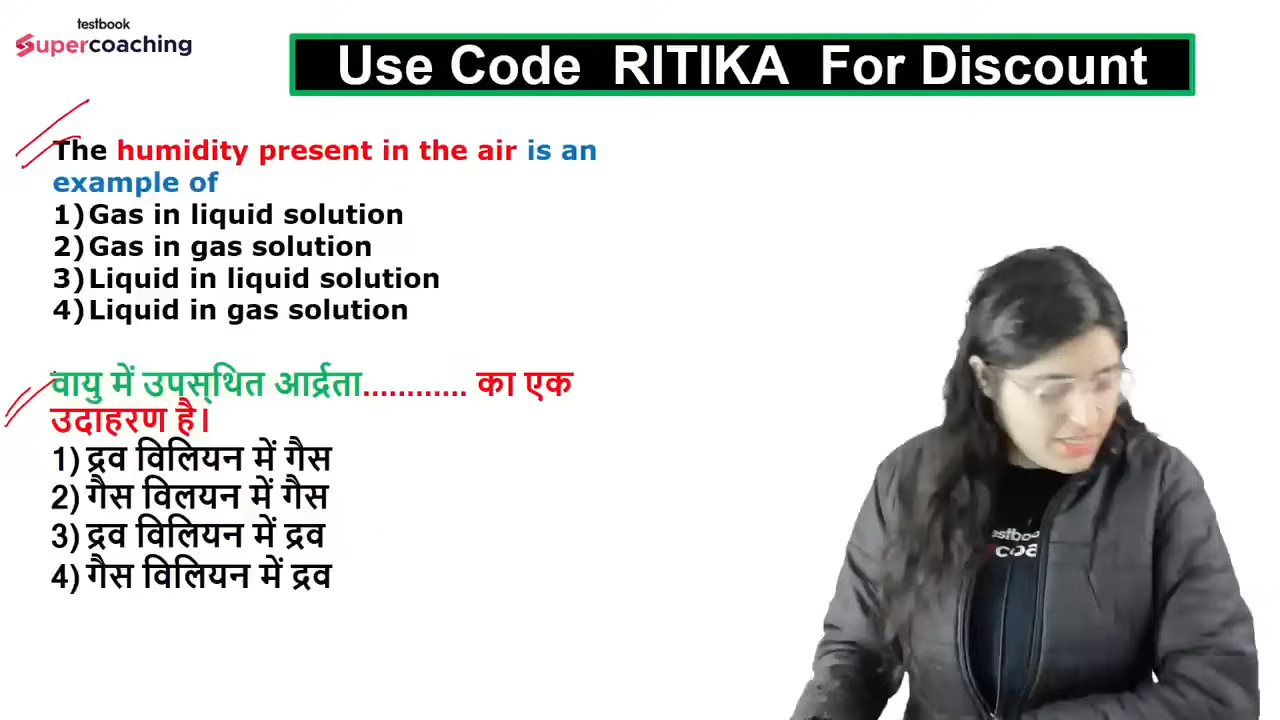 testbook
Supercoaching
Use Code RITIKA For Discount
The humidity present in the air is an
example of
1) Gas in liquid solution
2) Gas in gas solution
3) Liquid in liquid solution
4) Liquid in gas solution
वायु में उपस्थित आर्द्रता............ का एक
उदाहरण है।
1) द्रव विलियन में गैस
2) गैस विलयन में गैस
3) द्रव विलियन में द्रव
4) गैस विलियन में द्रव